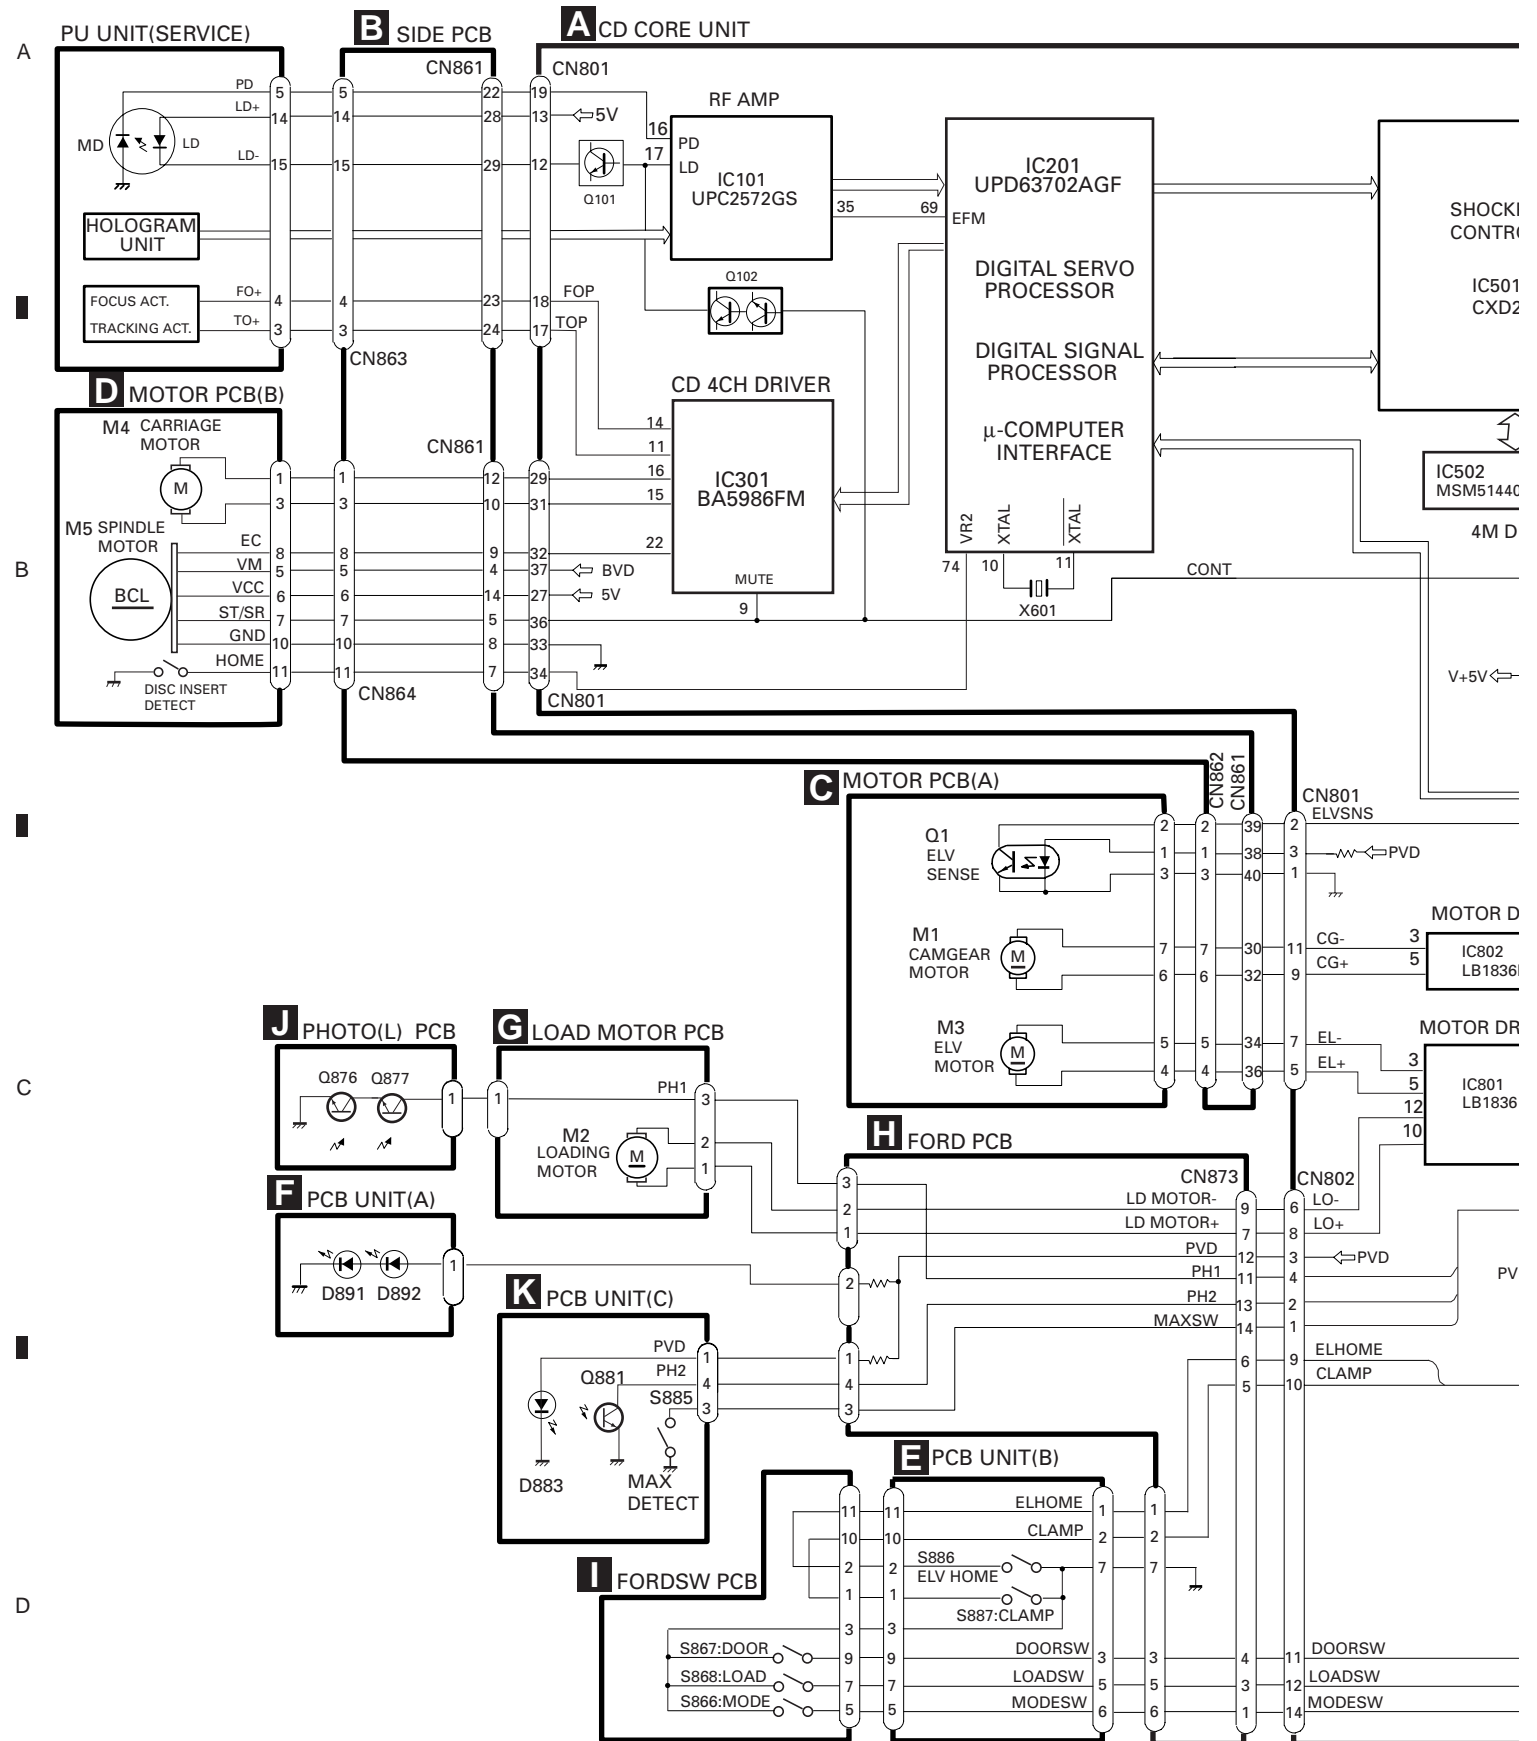 A
PU UNIT(SERVICE)
B SIDE PCB
A CD CORE UNIT
CN861
CN801
PD
5
5
22
19
LD+
14
14
28
13
5V
MD
LD
LD-
15
15
29
12
Q101
RF AMP
16
PD
17
LD
IC101
UPC2572GS
35
69
EFM
IC201
UPD63702AGF
DIGITAL SERVO
PROCESSOR
DIGITAL SIGNAL
PROCESSOR
µ-COMPUTER
INTERFACE
VR2
XTAL
XTAL
74
10
11
X601
SHOCK
CONTR
IC501
CXD2
IC502
MSM51440
4M D
HOLOGRAM
UNIT
Q102
FOCUS ACT.
TRACKING ACT.
FO+
4
4
23
18
FOP
TO+
3
3
24
17
TOP
CN863
D MOTOR PCB(B)
CD 4CH DRIVER
M4 CARRIAGE
MOTOR
M
CN861
14
11
16
15
22
IC301
BA5986FM
MUTE
9
1
1
12
29
3
3
10
31
M5 SPINDLE
MOTOR
BCL
B
EC
8
8
9
32
VM
5
5
4
37
BVD
VCC
6
6
14
27
5V
ST/SR
7
7
5
36
GND
10
10
8
33
HOME
11
11
7
34
DISC INSERT
DETECT
CN864
CN801
CONT
V+5V
C MOTOR PCB(A)
CN862
CN861
CN801
Q1
ELV
SENSE
2
2
39
2
ELVSNS
1
1
38
3
PVD
3
3
40
1
M1
CAMGEAR
MOTOR
M
7
7
30
11
CG-
3
6
6
32
9
CG+
5
MOTOR D
IC802
LB1836
M3
ELV
MOTOR
M
5
5
34
7
EL-
3
4
4
36
5
EL+
5
12
10
MOTOR DR
IC801
LB1836
C
J PHOTO(L) PCB
Q876 Q877
1
G LOAD MOTOR PCB
1
PH1
3
M2
LOADING
MOTOR
M
2
1
H FORD PCB
CN873
CN802
3
2
LD MOTOR-
9
6
LO-
1
LD MOTOR+
7
8
LO+
PVD
12
3
PVD
PH1
11
4
PH2
13
2
MAXSW
14
1
6
9
ELHOME
5
10
CLAMP
PV
F PCB UNIT(A)
D891 D892
1
2
K PCB UNIT(C)
PVD
1
1
Q881
PH2
4
4
S885
3
3
D883
MAX
DETECT
E PCB UNIT(B)
11
11
ELHOME
1
1
10
10
CLAMP
2
2
2
2
S886
ELV HOME
7
7
1
1
S887:CLAMP
3
3
D
I FORDSW PCB
S867:DOOR
9
9
DOORSW
3
3
4
11
DOORSW
S868:LOAD
7
7
LOADSW
5
5
3
12
LOADSW
S866:MODE
5
5
MODESW
6
6
1
14
MODESW